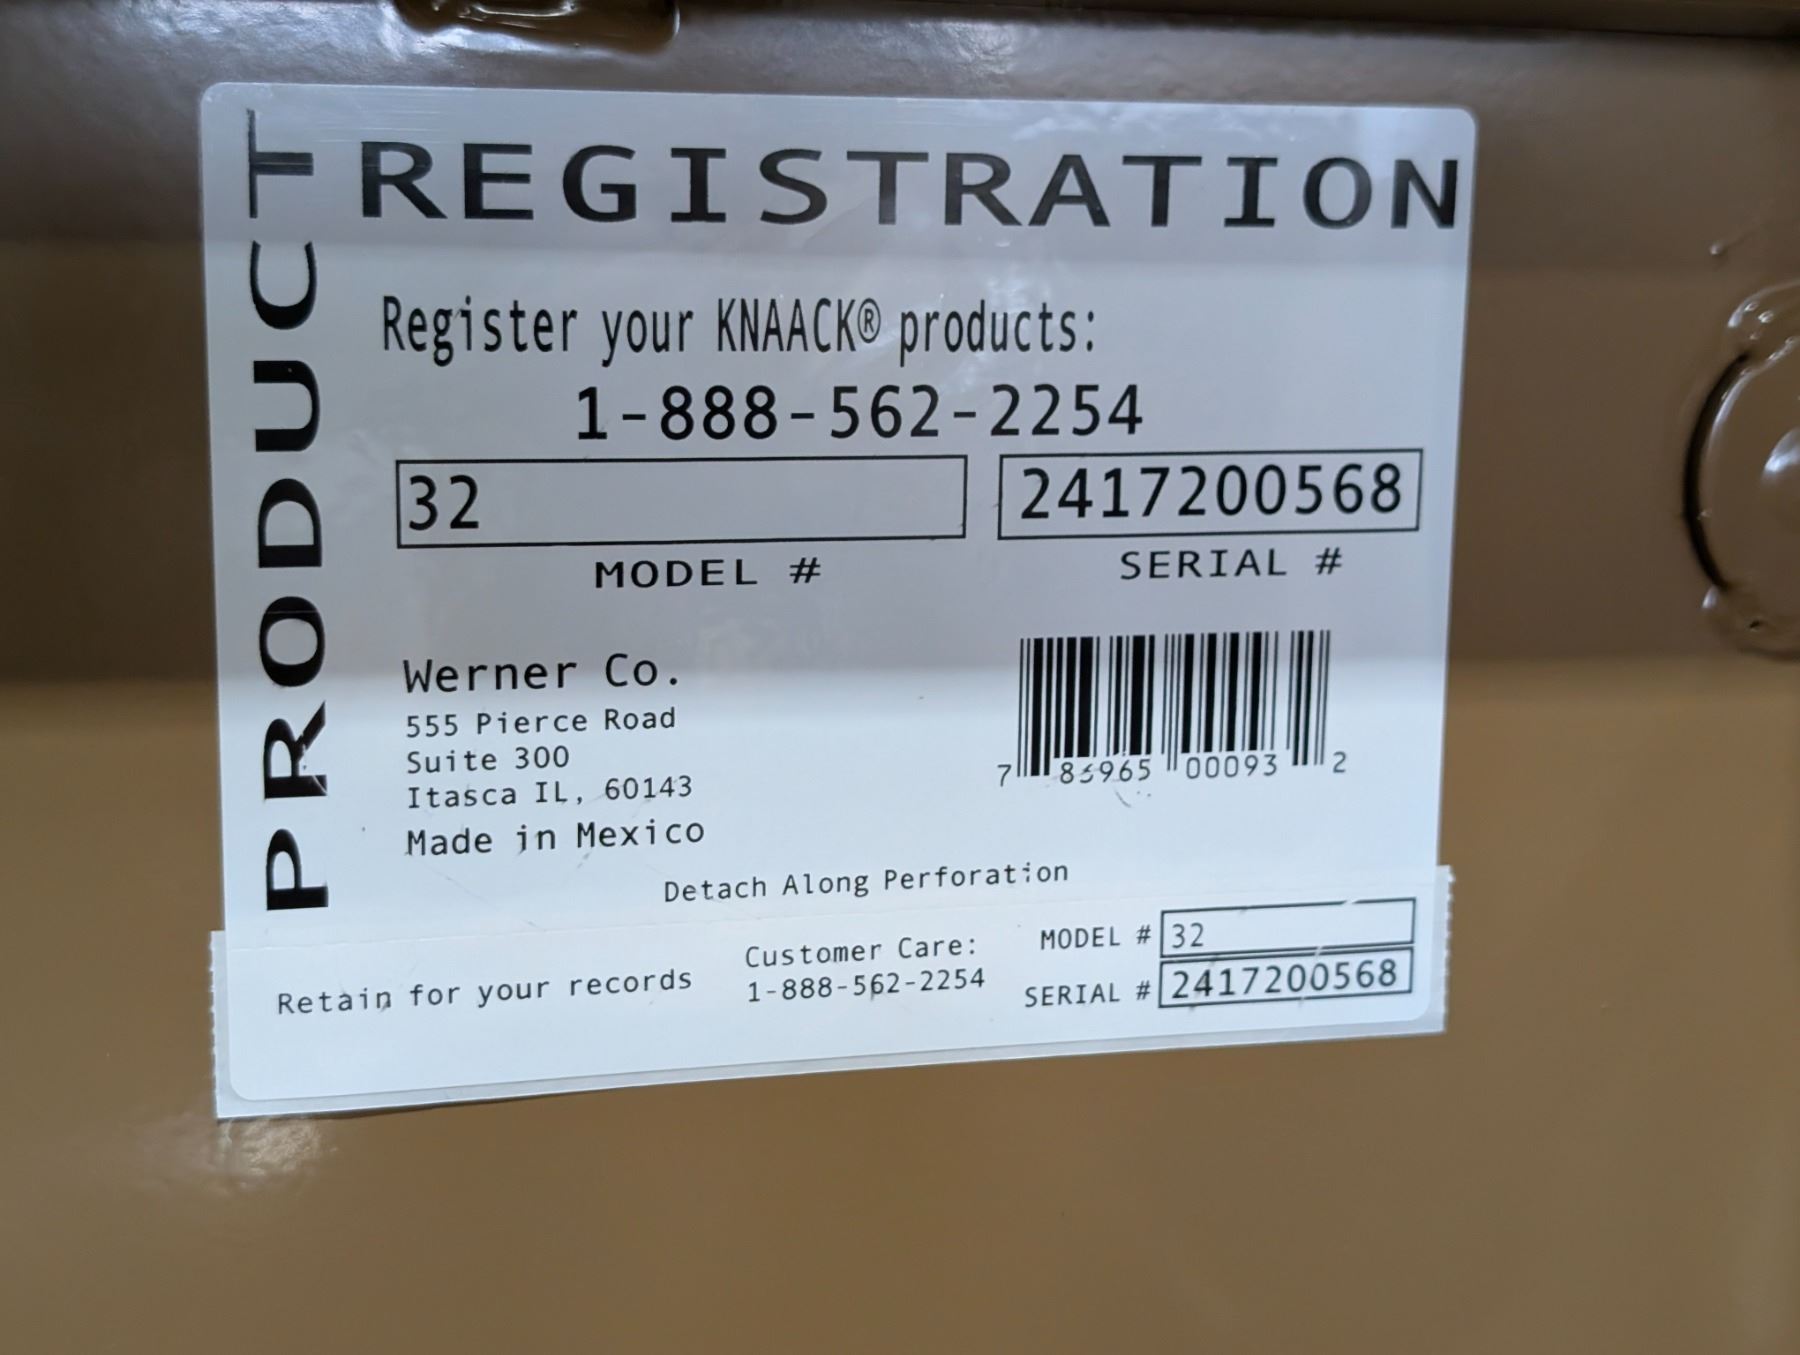 PRODUCT
REGISTRATION
Register your KNAACK® products:
1-888-562-2254
32
2417200568
MODEL #
SERIAL #
Werner Co.
555 Pierce Road
Suite 300
Itasca IL, 60143
Made in Mexico
7 00093 2
Detach Along Perforation
Retain for your records
Customer Care:
1-888-562-2254
MODEL # 32
SERIAL # 2417200568